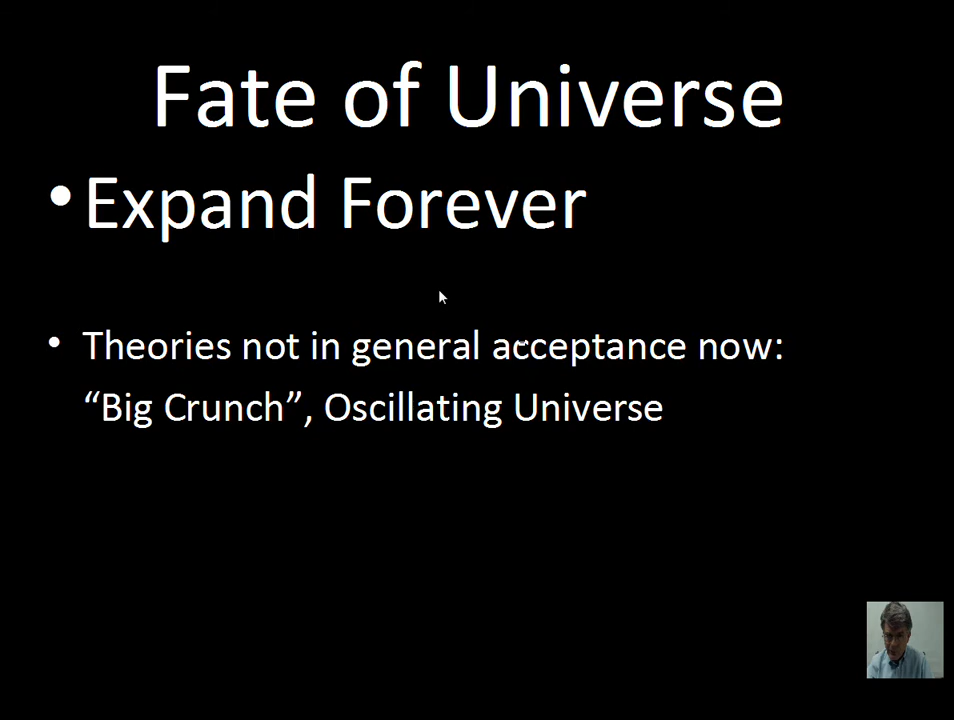 Fate of Universe
• Expand Forever
• Theories not in general acceptance now:
“Big Crunch”, Oscillating Universe